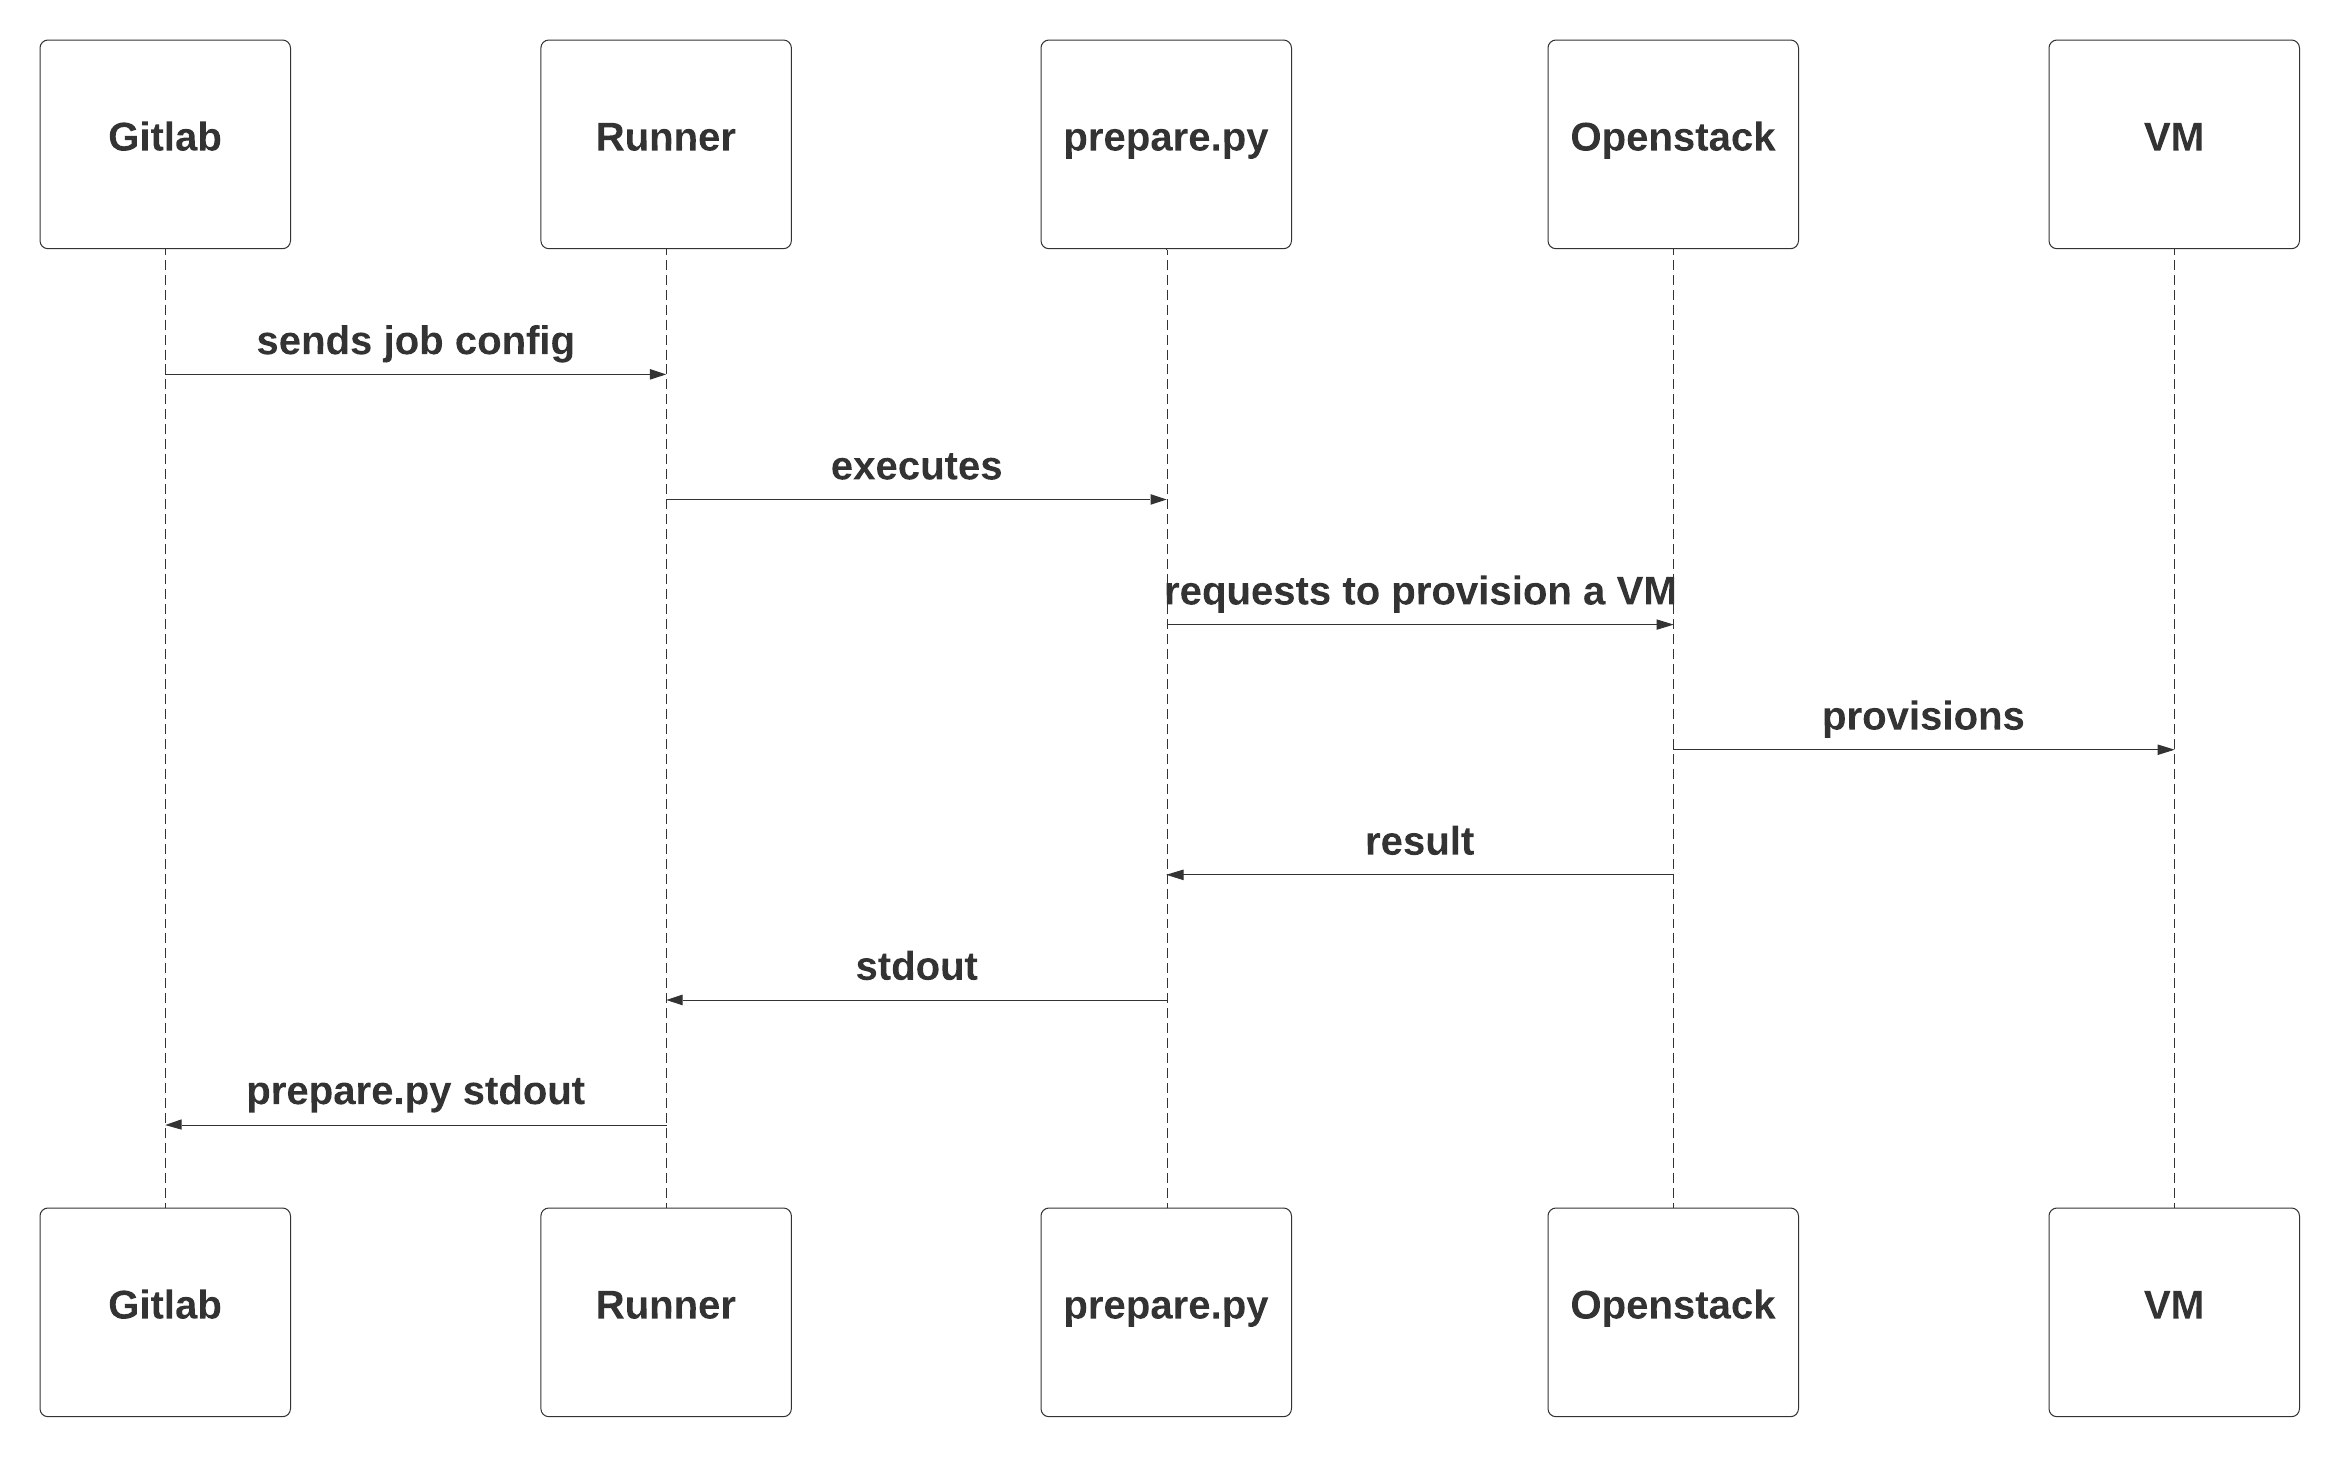 Gitlab
Runner
prepare.py
Openstack
VM
sends job config
executes
requests to provision a VM
provisions
result
stdout
prepare.py stdout
Gitlab
Runner
prepare.py
Openstack
VM